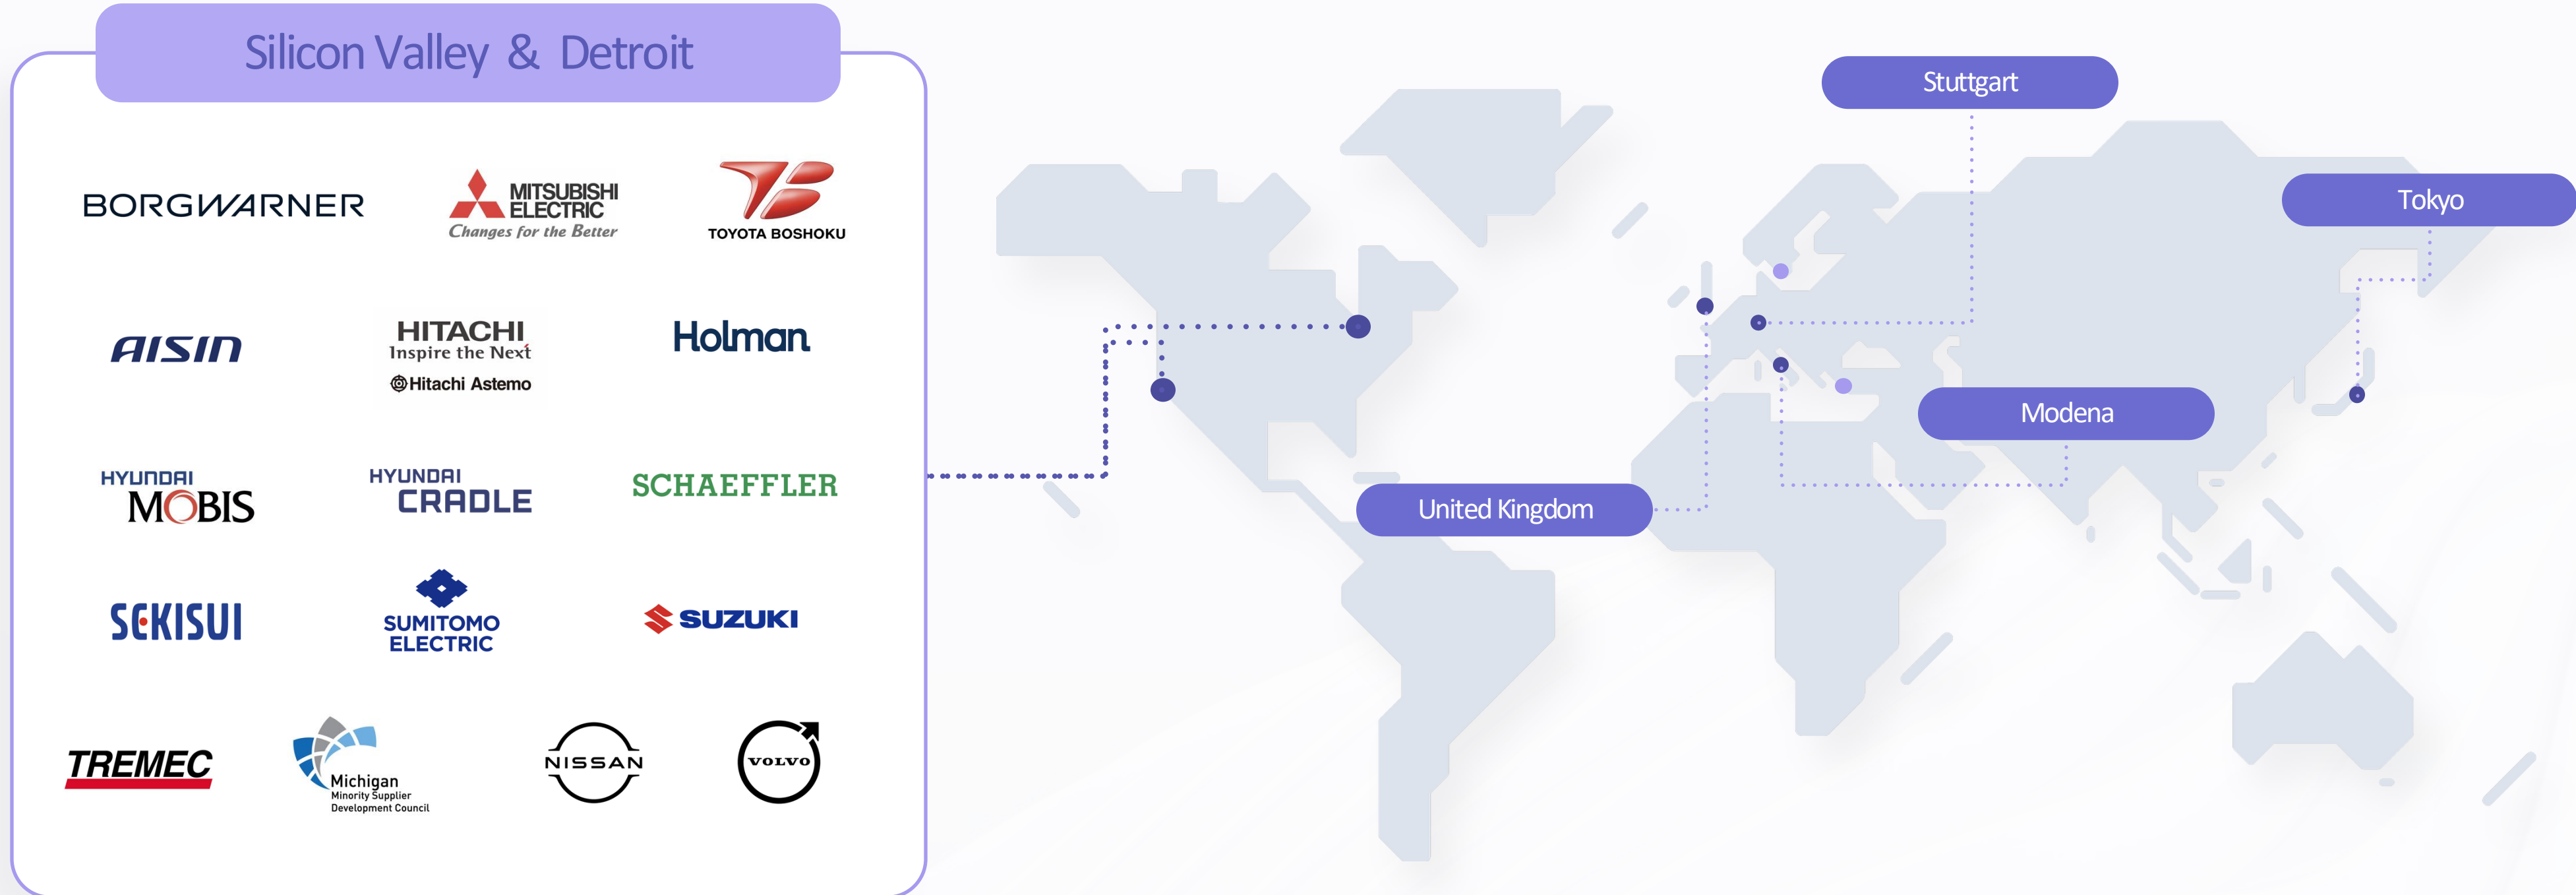 Silicon Valley & Detroit
BORGWARNER
MITSUBISHI
ELECTRIC
Changes for the Better
TOYOTA BOSHOKU
AISIN
HITACHI
Inspire the Next
Hitachi Astemo
Holman
HYUNDAI
MOBIS
HYUNDAI
CRADLE
SCHAEFFLER
SEKISUI
SUMITOMO
ELECTRIC
SUZUKI
TREMEC
Michigan
Minority Supplier
Development Council
NISSAN
VOLVO
Stuttgart
Tokyo
Modena
United Kingdom